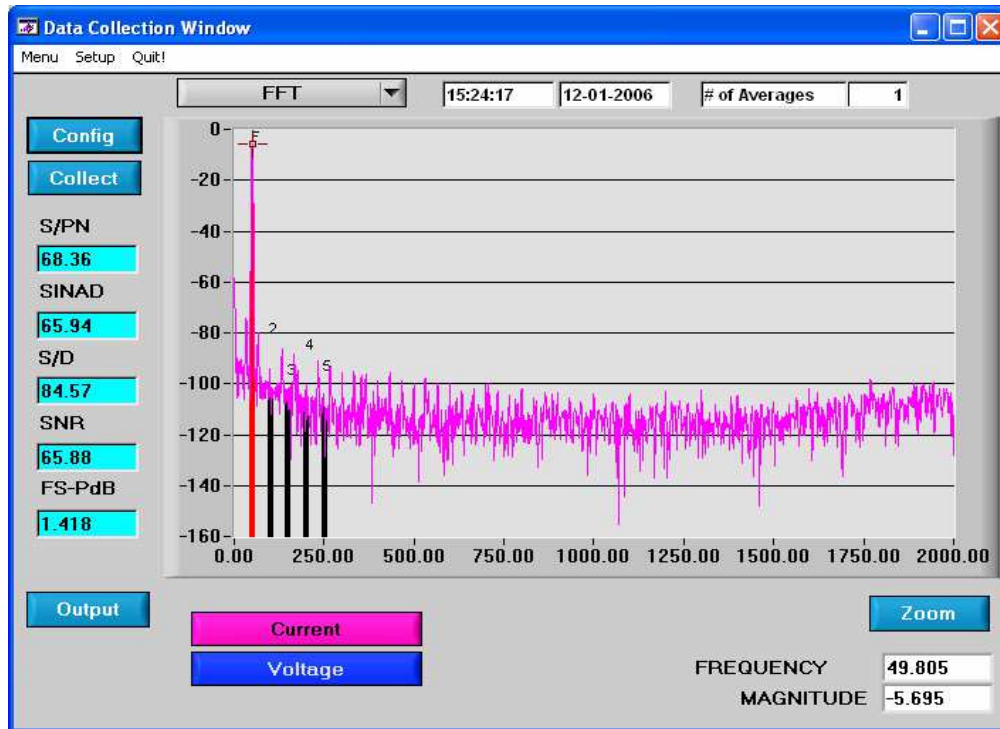 Data Collection Window
Menu Setup Quit!
FFT
15:24:17
12-01-2006
# of Averages
1
Config
Collect
S/PN
68.36
SINAD
65.94
S/D
84.57
SNR
65.88
FS-PdB
1.418
F
2
3
4
5
0
-20
-40
-60
-80
-100
-120
-140
-160
0.00 250.00 500.00 750.00 1000.00 1250.00 1500.00 1750.00 2000.00
Output
Current
Voltage
Zoom
FREQUENCY 49.805
MAGNITUDE -5.695